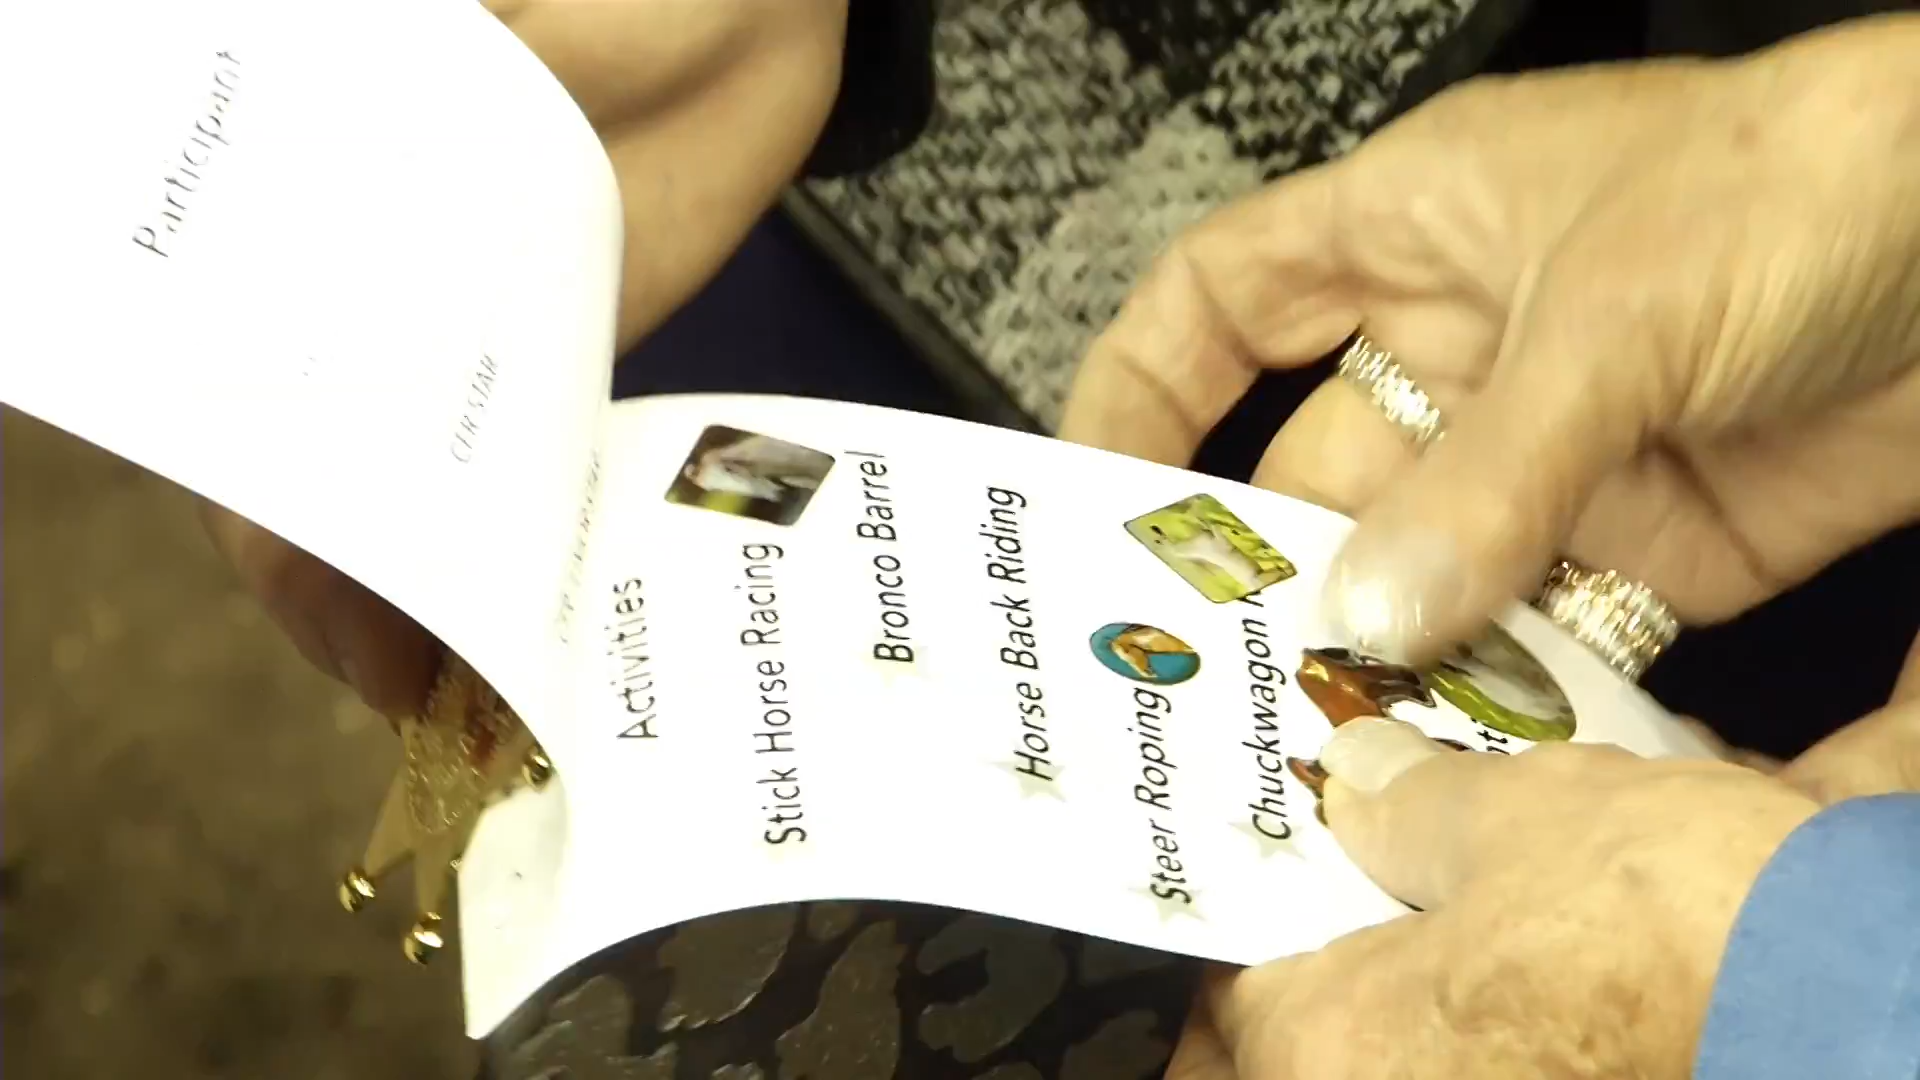 Participant
Activities
Stick Horse Racing
Bronco Barrel
Horse Back Riding
Steer Roping
Chuckwagon